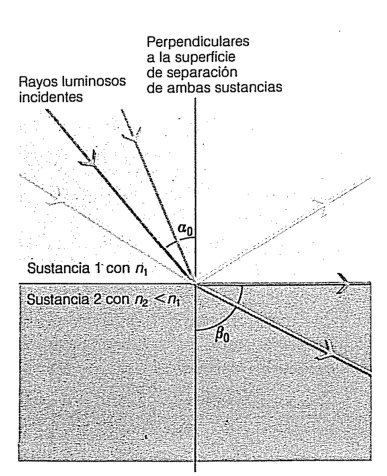 Perpendiculares
a la superficie
de separación
de ambas sustancias
Rayos luminosos
incidentes
α₀
Sustancia 1 con n₁
Sustancia 2 con n₂ < n₁
β₀